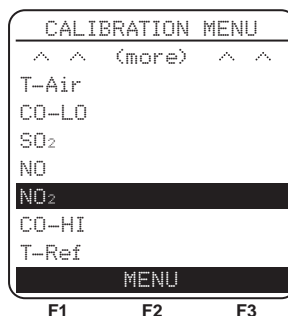 CALIBRATION MENU
^ ^ (more) ^ ^
T-Air
CO-LO
SO₂
NO
NO₂
CO-HI
T-Ref
MENU
F1 F2 F3